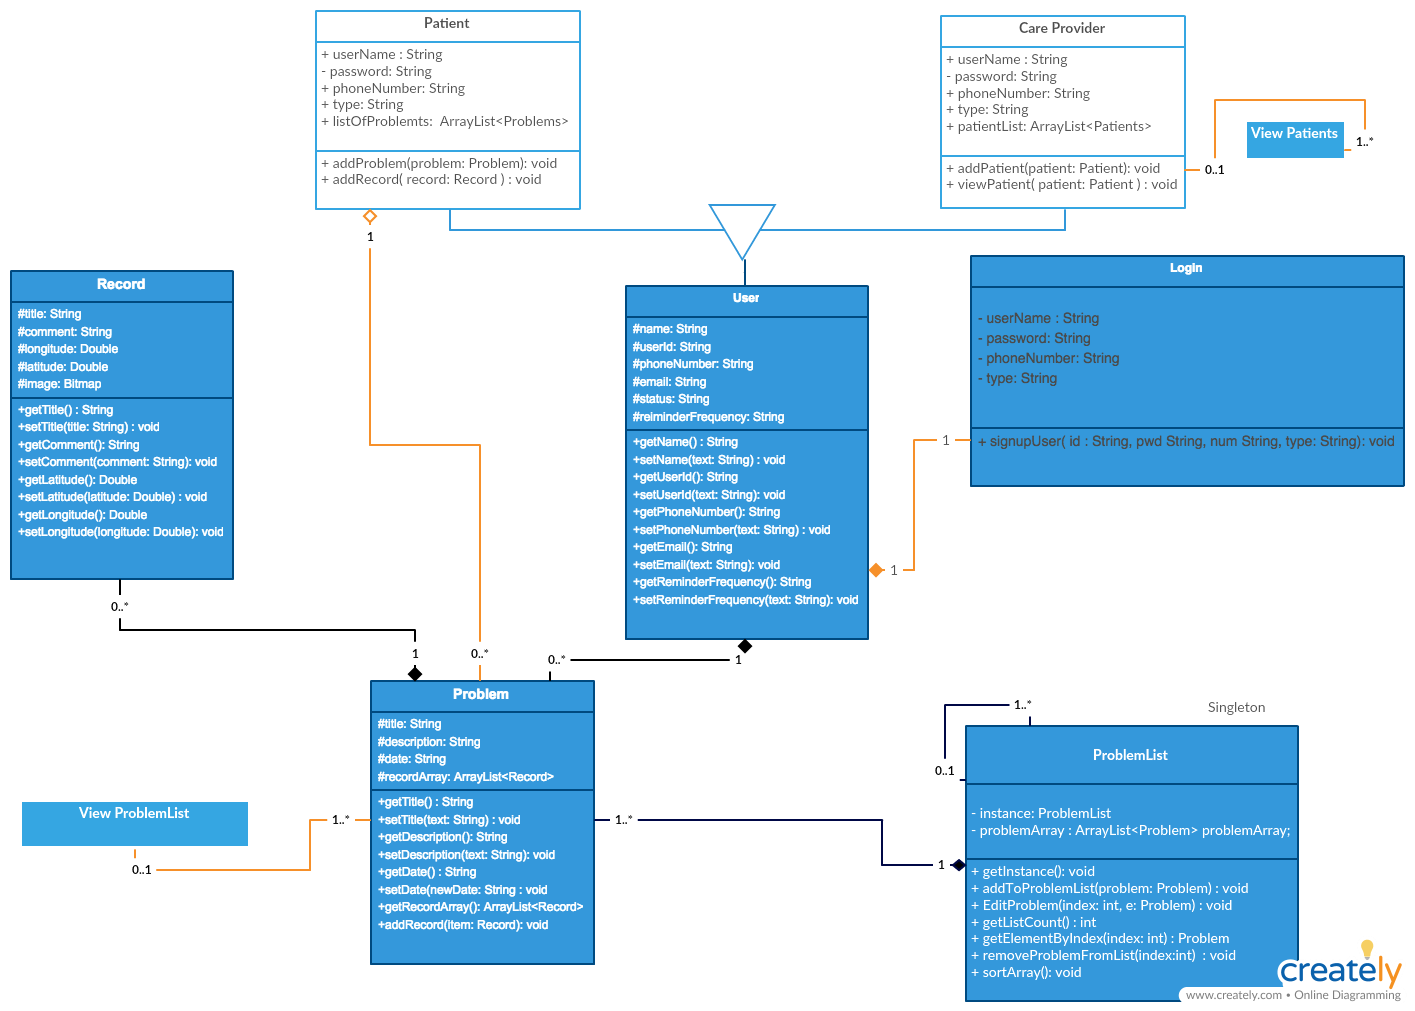 Patient
+ userName : String
- password: String
+ phoneNumber: String
+ type: String
+ listOfProblemts:  ArrayList<Problems>
+ addProblem(problem: Problem): void
+ addRecord( record: Record ) : void
1
Care Provider
+ userName : String
- password: String
+ phoneNumber: String
+ type: String
+ patientList: ArrayList<Patients>
+ addPatient(patient: Patient): void
+ viewPatient( patient: Patient ) : void
0..1
View Patients
1..*
Record
#title: String
#comment: String
#longitude: Double
#latitude: Double
#image: Bitmap
+getTitle() : String
+setTitle(title: String) : void
+getComment(): String
+setComment(comment: String): void
+getLatitude(): Double
+setLatitude(latitude: Double) : void
+getLongitude(): Double
+setLongitude(longitude: Double): void
0..*
User
#name: String
#userId: String
#phoneNumber: String
#email: String
#status: String
#reiminderFrequency: String
+getName() : String
+setName(text: String) : void
+getUserId(): String
+setUserId(text: String): void
+getPhoneNumber(): String
+setPhoneNumber(text: String) : void
+getEmail(): String
+setEmail(text: String): void
+getReminderFrequency(): String
+setReminderFrequency(text: String): void
1
1
Login
- userName : String
- password: String
- phoneNumber: String
- type: String
+ signupUser( id : String, pwd String, num String, type: String): void
1
0..*
0..*
1
Problem
#title: String
#description: String
#date: String
#recordArray: ArrayList<Record>
+getTitle() : String
+setTitle(text: String) : void
+getDescription(): String
+setDescription(text: String): void
+getDate() : String
+setDate(newDate: String : void
+getRecordArray(): ArrayList<Record>
+addRecord(item: Record): void
View ProblemList
1..*
0..1
1..*
1
1..*
0..1
Singleton
ProblemList
- instance: ProblemList
- problemArray : ArrayList<Problem> problemArray;
+ getInstance(): void
+ addToProblemList(problem: Problem) : void
+ EditProblem(index: int, e: Problem) : void
+ getListCount() : int
+ getElementByIndex(index: int) : Problem
+ removeProblemFromList(index:int)  : void
+ sortArray(): void
creately
www.creately.com • Online Diagramming